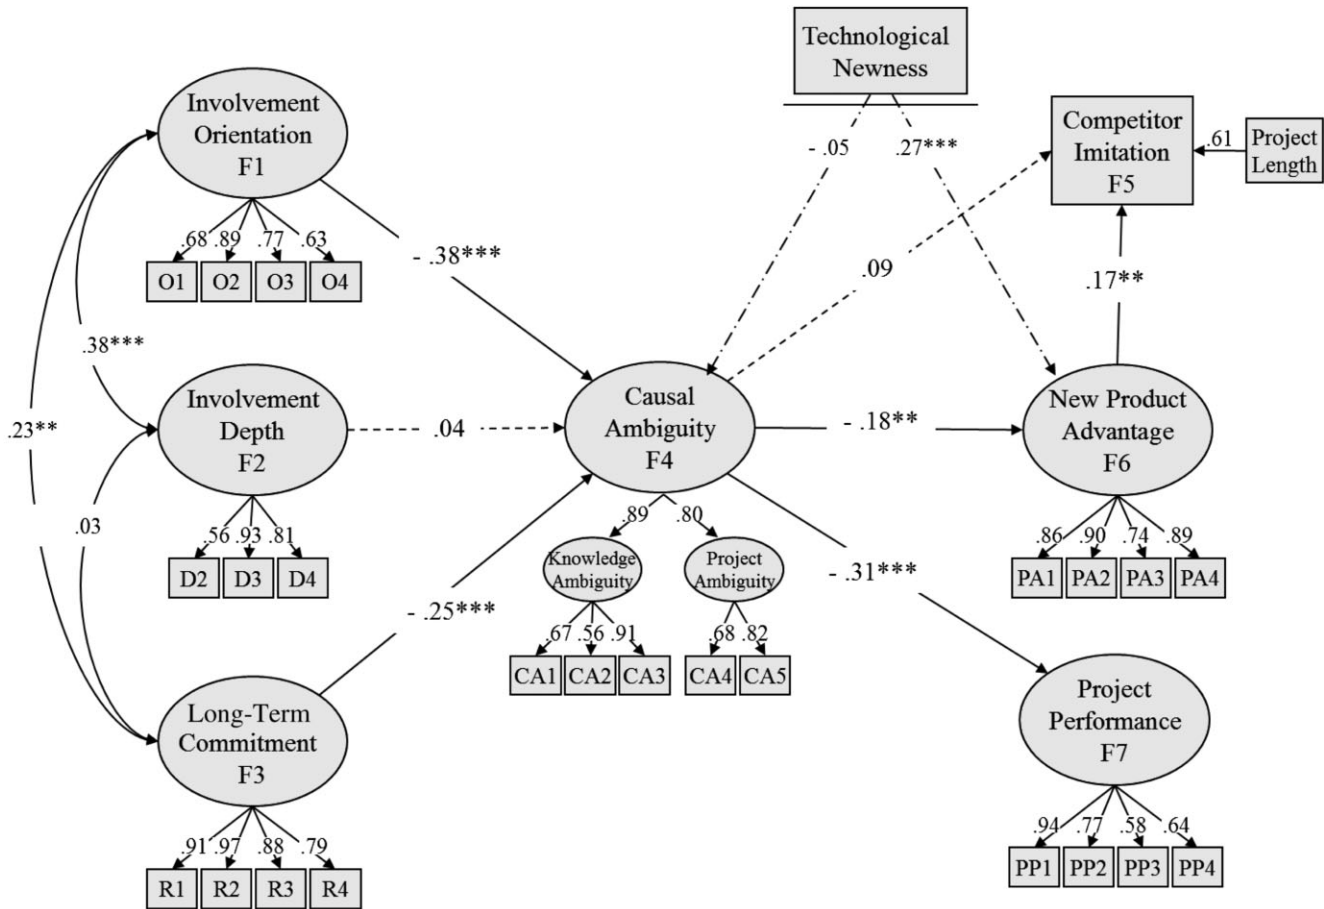 Technological
Newness
Involvement
Orientation
F1
Competitor
Imitation
F5
.61
Project
Length
- .05
.27***
.68
.89
.77
.63
O1
O2
O3
O4
- .38***
.09
.17**
.38***
Involvement
Depth
F2
.04
Causal
Ambiguity
F4
- .18**
New Product
Advantage
F6
.23**
.03
.56
.93
.81
D2
D3
D4
.89
.80
Knowledge
Ambiguity
Project
Ambiguity
.86
.90
.74
.89
PA1
PA2
PA3
PA4
- .25***
- .31***
.67
.56
.91
.68
.82
CA1
CA2
CA3
CA4
CA5
Long-Term
Commitment
F3
Project
Performance
F7
.91
.97
.88
.79
R1
R2
R3
R4
.94
.77
.58
.64
PP1
PP2
PP3
PP4